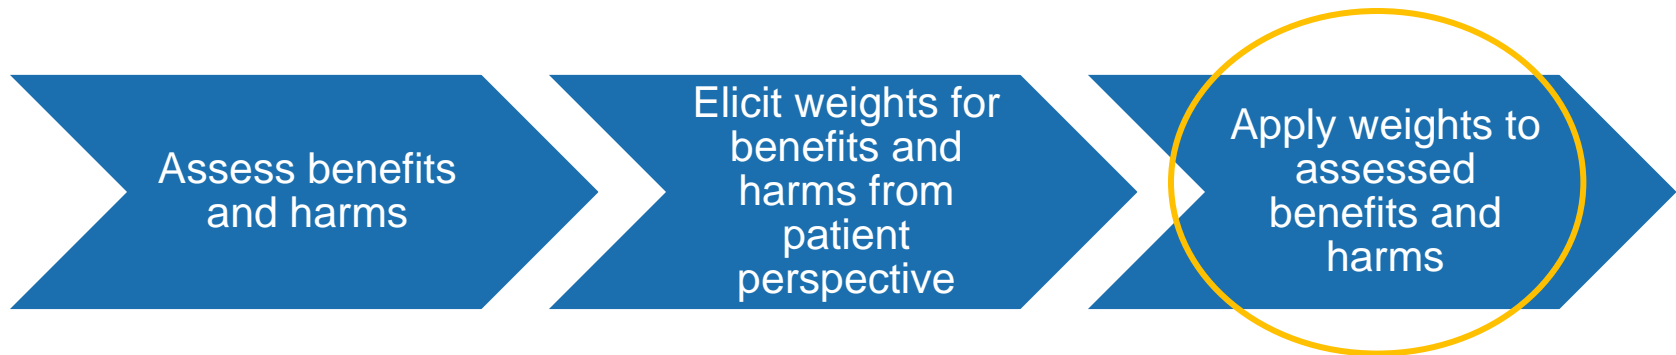 Assess benefits
and harms
Elicit weights for
benefits and
harms from
patient
perspective
Apply weights to
assessed
benefits and
harms